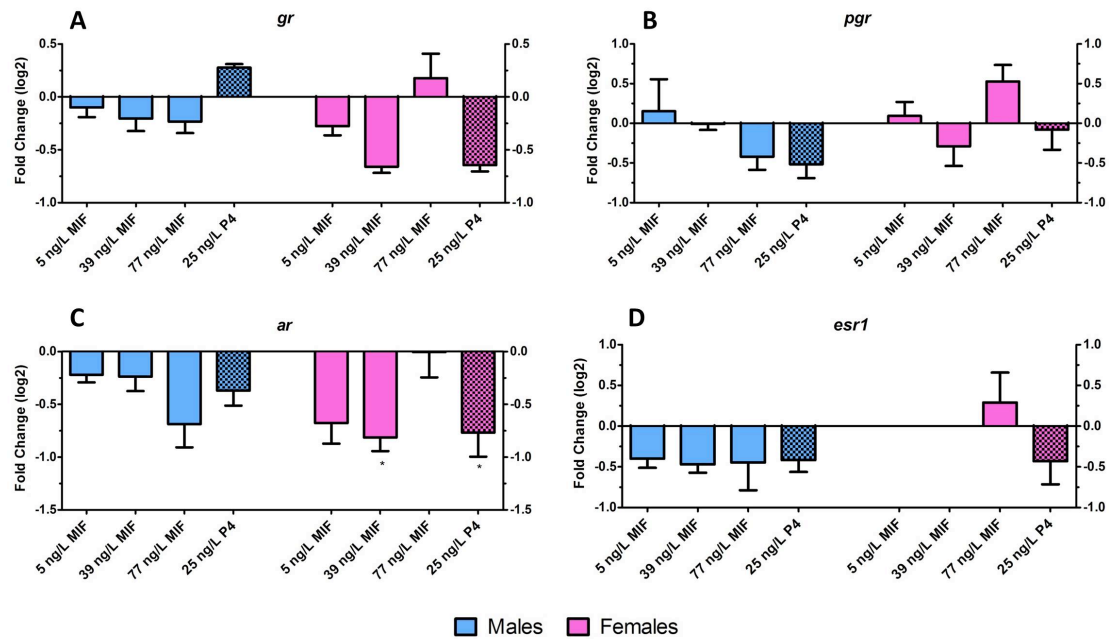 A
gr
Fold Change (log2)
0.5
0.0
-0.5
-1.0
0.5
0.0
-0.5
-1.0
5 ng/L MIF
39 ng/L MIF
77 ng/L MIF
25 ng/L P4
5 ng/L MIF
39 ng/L MIF
77 ng/L MIF
25 ng/L P4
B
pgr
Fold Change (log2)
1.0
0.5
0.0
-0.5
-1.0
1.0
0.5
0.0
-0.5
-1.0
5 ng/L MIF
39 ng/L MIF
77 ng/L MIF
25 ng/L P4
5 ng/L MIF
39 ng/L MIF
77 ng/L MIF
25 ng/L P4
C
ar
Fold Change (log2)
0.0
-0.5
-1.0
-1.5
0.0
-0.5
-1.0
-1.5
*
*
5 ng/L MIF
39 ng/L MIF
77 ng/L MIF
25 ng/L P4
5 ng/L MIF
39 ng/L MIF
77 ng/L MIF
25 ng/L P4
D
esr1
Fold Change (log2)
1.0
0.5
0.0
-0.5
-1.0
1.0
0.5
0.0
-0.5
-1.0
5 ng/L MIF
39 ng/L MIF
77 ng/L MIF
25 ng/L P4
5 ng/L MIF
39 ng/L MIF
77 ng/L MIF
25 ng/L P4
Males Females